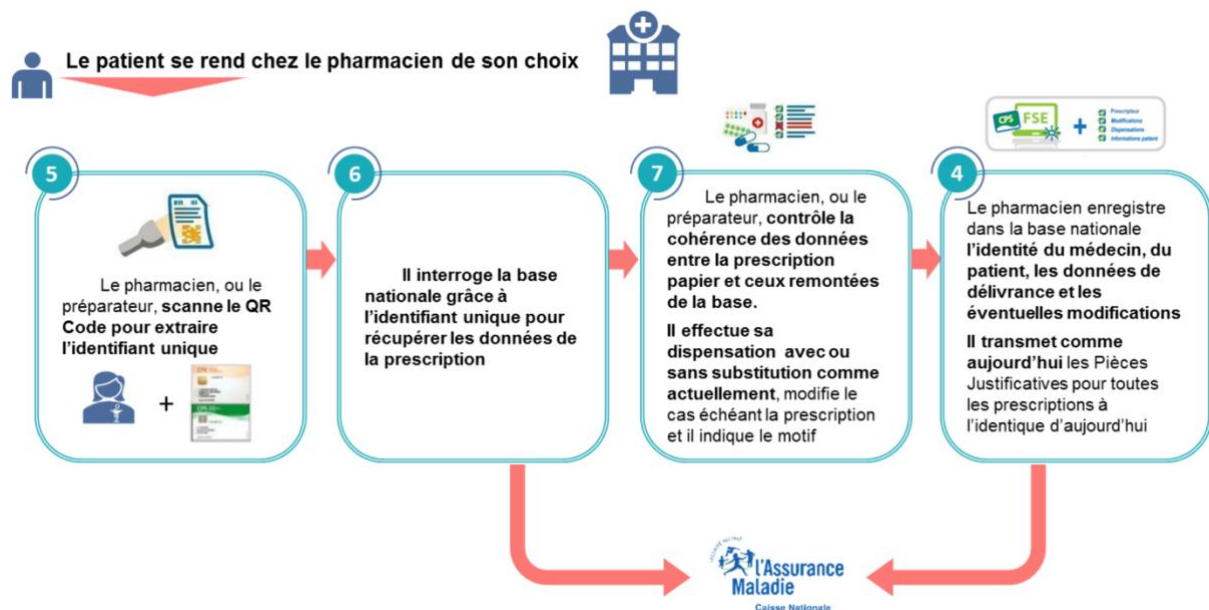 Le patient se rend chez le pharmacien de son choix
CPS
FSE
+
Prescripteur
Modifications
Dispensations
Informations patient
5
Le pharmacien, ou le
préparateur, scanne le QR
Code pour extraire
l'identifiant unique
+
6
Il interroge la base
nationale grâce à
l'identifiant unique pour
récupérer les données de
la prescription
7
Le pharmacien, ou le
préparateur, contrôle la
cohérence des données
entre la prescription
papier et ceux remontées
de la base.
Il effectue sa
dispensation avec ou
sans substitution comme
actuellement, modifie le
cas échéant la prescription
et il indique le motif
4
Le pharmacien enregistre
dans la base nationale
l'identité du médecin, du
patient, les données de
délivrance et les
éventuelles modifications
Il transmet comme
aujourd'hui les Pièces
Justificatives pour toutes
les prescriptions à
l'identique d'aujourd'hui
l'Assurance
Maladie
Caisse Nationale